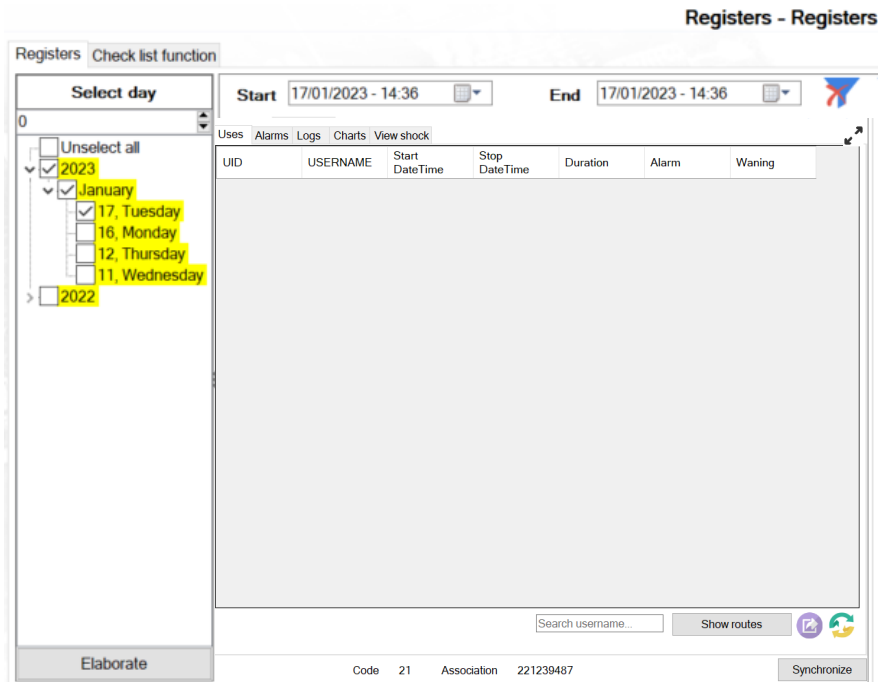 Registers - Registers
Registers Check list function
Select day
Start 17/01/2023 - 14:36 End 17/01/2023 - 14:36
0
Uses Alarms Logs Charts View shock
Unselect all
2023
January
17, Tuesday
16, Monday
12, Thursday
11, Wednesday
2022
UID USERNAME Start DateTime Stop DateTime Duration Alarm Waning
Search username... Show routes
Elaborate
Code 21 Association 221239487 Synchronize